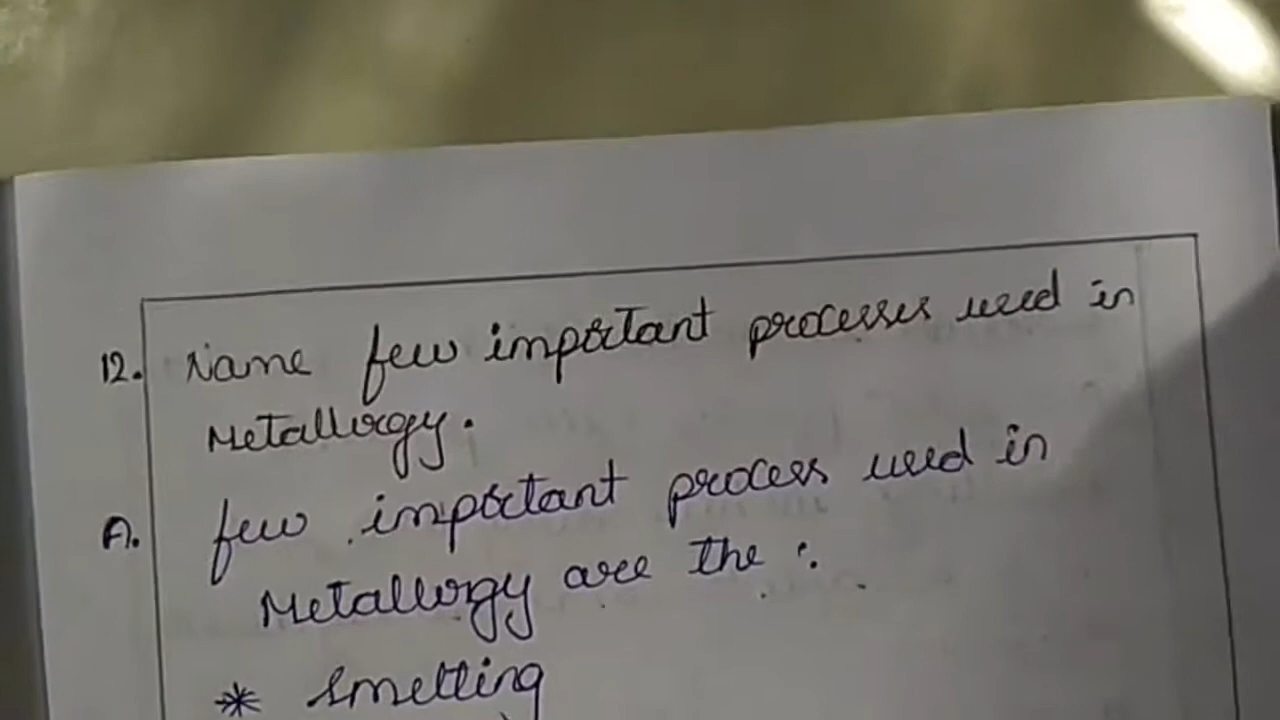 12. Name few important processes used in
Metallurgy.
A. few important process used in
Metallurgy are the :.
* Smelting